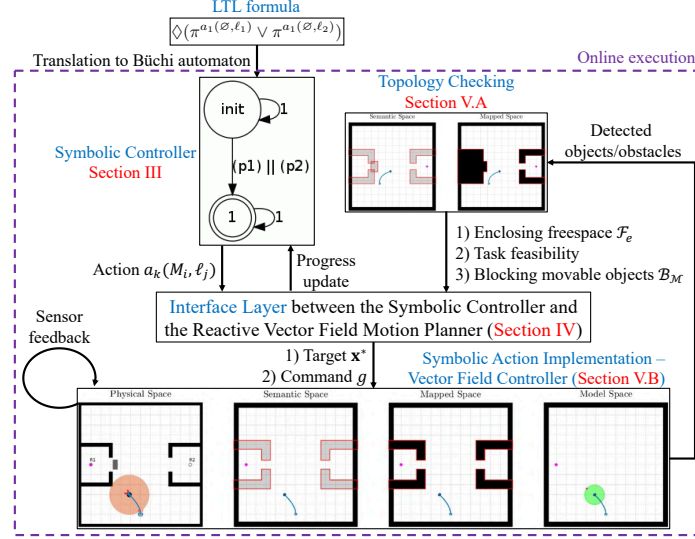 LTL formula
◊(π^{a_1(∅,ℓ_1)} ∨ π^{a_1(∅,ℓ_2)})
Online execution
Translation to Büchi automaton
init
1
(p1) || (p2)
1
1
Symbolic Controller
Section III
Topology Checking
Section V.A
Semantic Space
Mapped Space
Detected
objects/obstacles
1) Enclosing freespace 𝓕_e
2) Task feasibility
3) Blocking movable objects 𝓑_𝓜
Action a_k(M_i, ℓ_j)
Progress
update
Interface Layer between the Symbolic Controller and
the Reactive Vector Field Motion Planner (Section IV)
Sensor
feedback
1) Target x*
2) Command g
Symbolic Action Implementation –
Vector Field Controller (Section V.B)
Physical Space
Semantic Space
Mapped Space
Model Space
R1
R2